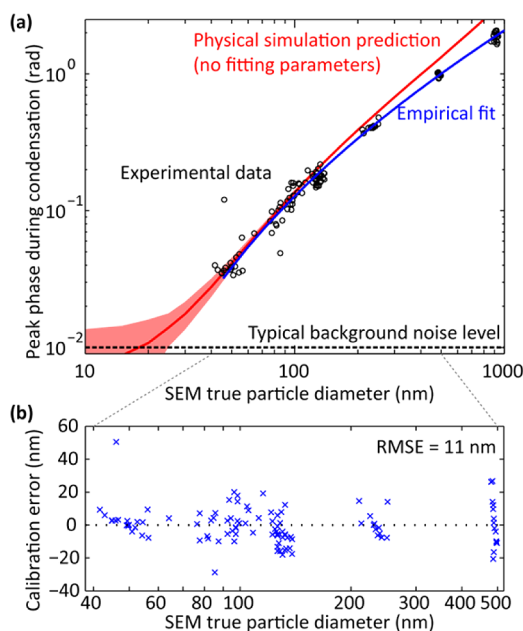 (a)
Physical simulation prediction
(no fitting parameters)
Empirical fit
Experimental data
Typical background noise level
Peak phase during condensation (rad)
10^0
10^-1
10^-2
10 100 1000
SEM true particle diameter (nm)
(b)
RMSE = 11 nm
Calibration error (nm)
60
40
20
0
−20
−40
40 60 80 100 200 300 400 500
SEM true particle diameter (nm)